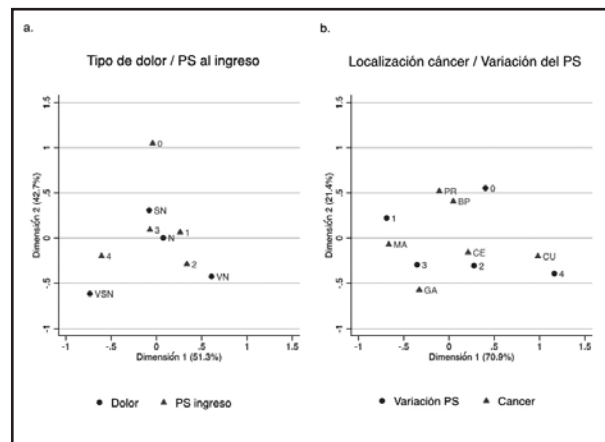 a.
Tipo de dolor / PS al ingreso
Dimensión 2 (42.7%)
1.5
1
.5
0
-.5
-1
0
SN
3
N
1
4
2
VN
VSN
-1
-.5
0
.5
1
1.5
Dimensión 1 (51.3%)
Dolor
PS ingreso
b.
Localización cáncer / Variación del PS
Dimensión 2 (21.4%)
1.5
1
.5
0
-.5
-1
PR
0
BP
1
MA
CE
CU
3
2
4
GA
-1
-.5
0
.5
1
1.5
Dimensión 1 (70.9%)
Variación PS
Cancer